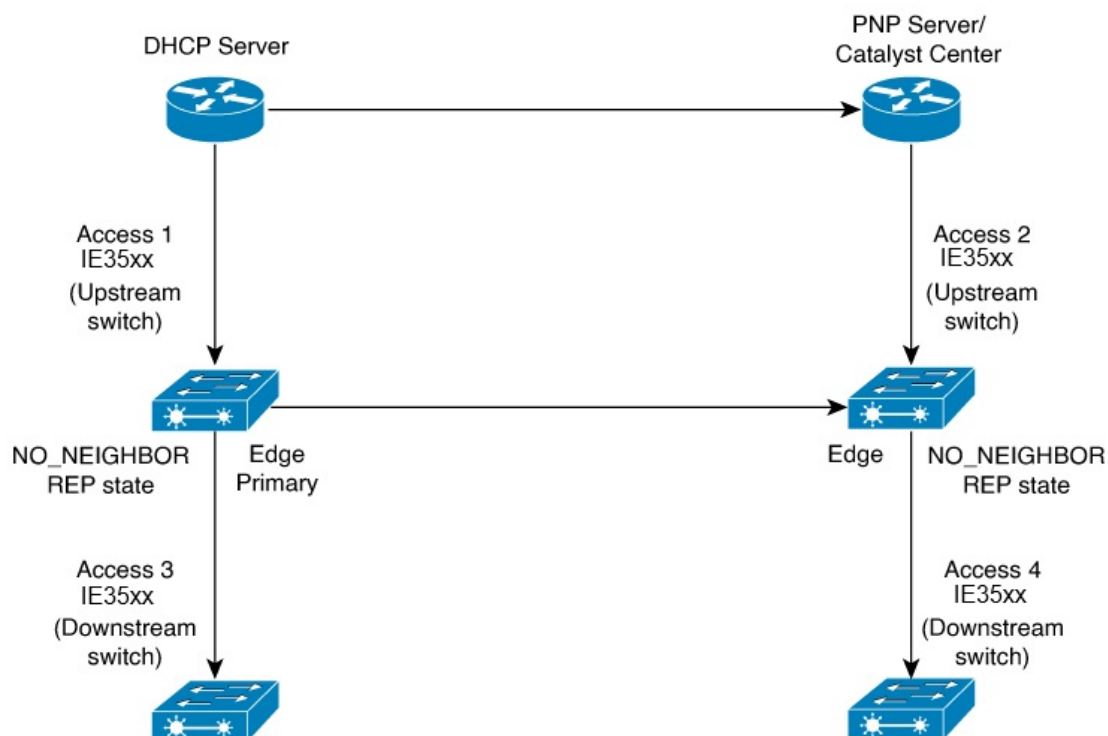 DHCP Server
PNP Server/
Catalyst Center
Access 1
IE35xx
(Upstream
switch)
Access 2
IE35xx
(Upstream
switch)
NO_NEIGHBOR
REP state
Edge
Primary
Edge
NO_NEIGHBOR
REP state
Access 3
IE35xx
(Downstream
switch)
Access 4
IE35xx
(Downstream
switch)